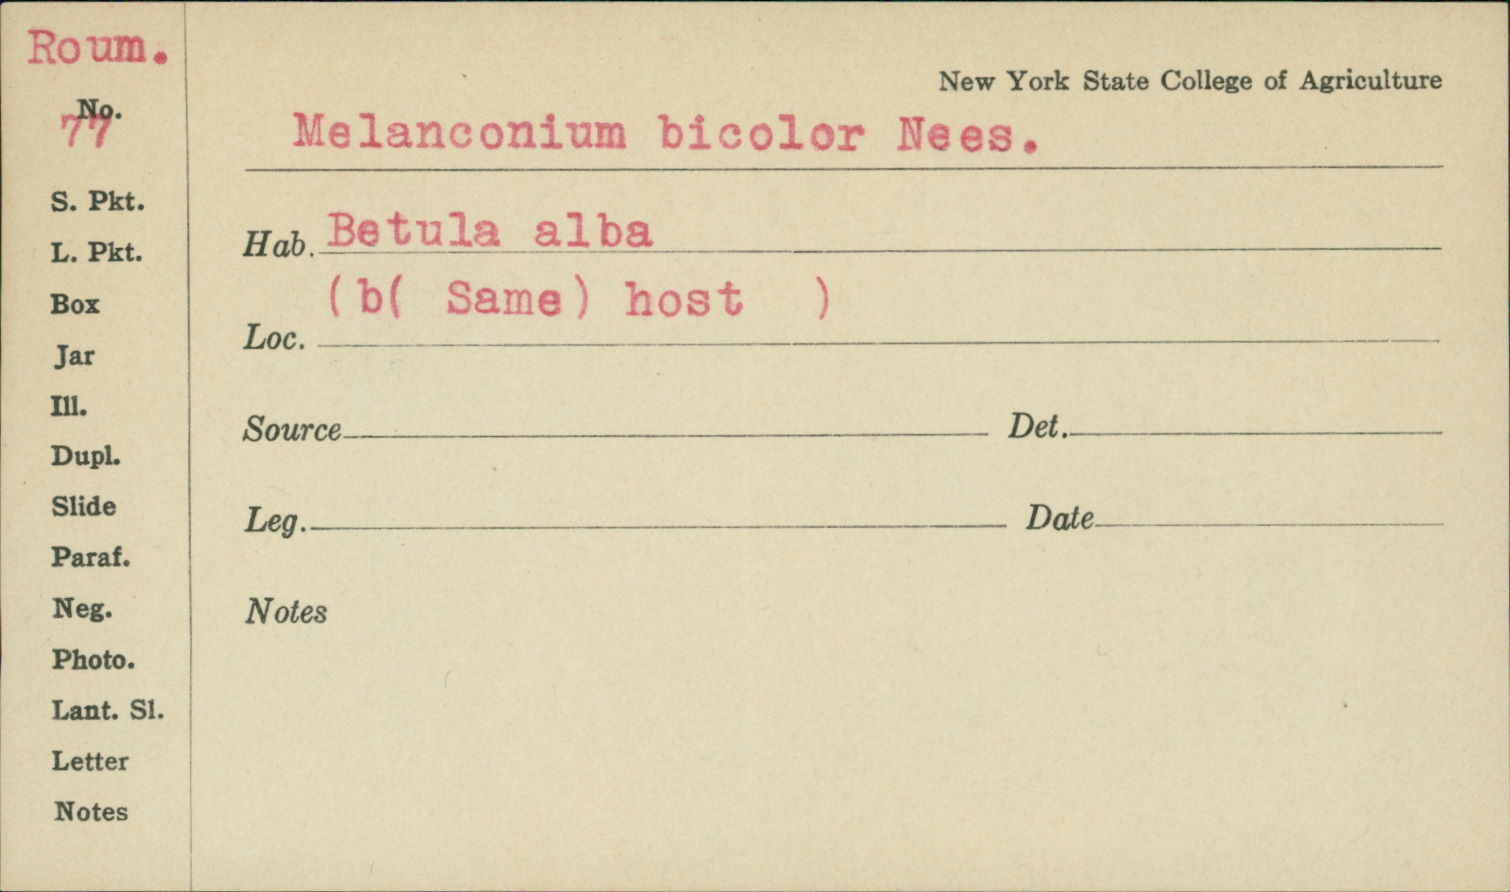 Roum.
No.
77
S. Pkt.
L. Pkt.
Box
Jar
Ill.
Dupl.
Slide
Paraf.
Neg.
Photo.
Lant. Sl.
Letter
Notes
New York State College of Agriculture
Melanconium bicolor Nees.
Hab. Betula alba
(b( Same) host )
Loc.
Source Det.
Leg. Date
Notes